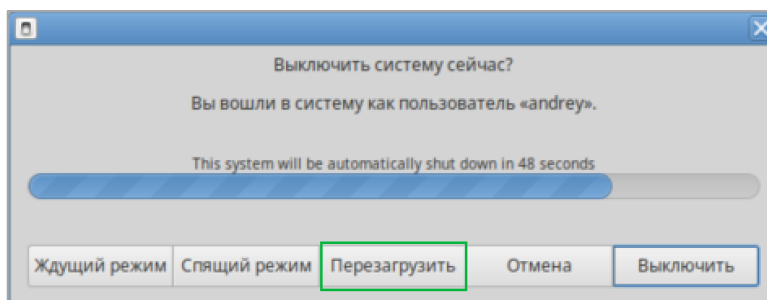 Выключить систему сейчас?
Вы вошли в систему как пользователь «andrey».
This system will be automatically shut down in 48 seconds
Ждущий режим Спящий режим Перезагрузить Отмена Выключить